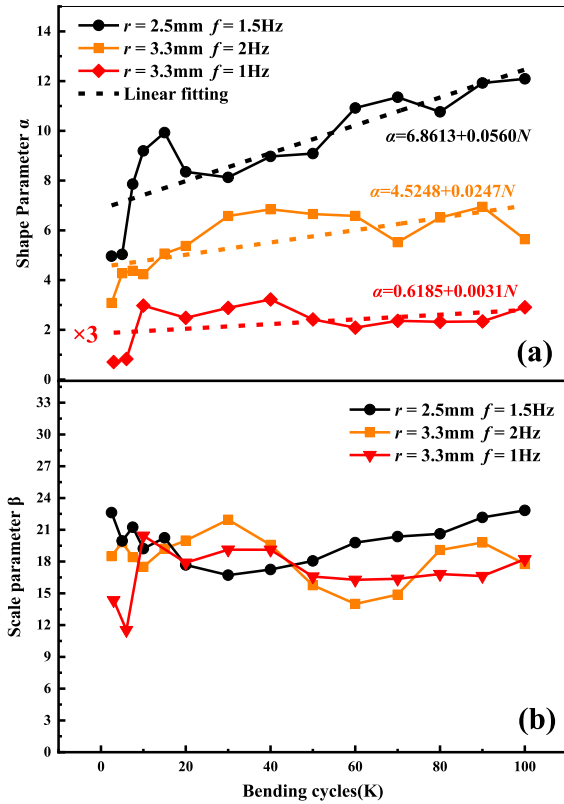 15
12
10
8
6
4
2
0
Shape Parameter α
r = 2.5mm f = 1.5Hz
r = 3.3mm f = 2Hz
r = 3.3mm f = 1Hz
Linear fitting
α=6.8613+0.0560N
α=4.5248+0.0247N
α=0.6185+0.0031N
×3
(a)
33
30
27
24
21
18
15
12
9
6
3
0
Scale parameter β
r = 2.5mm f = 1.5Hz
r = 3.3mm f = 2Hz
r = 3.3mm f = 1Hz
(b)
0 20 40 60 80 100
Bending cycles(K)